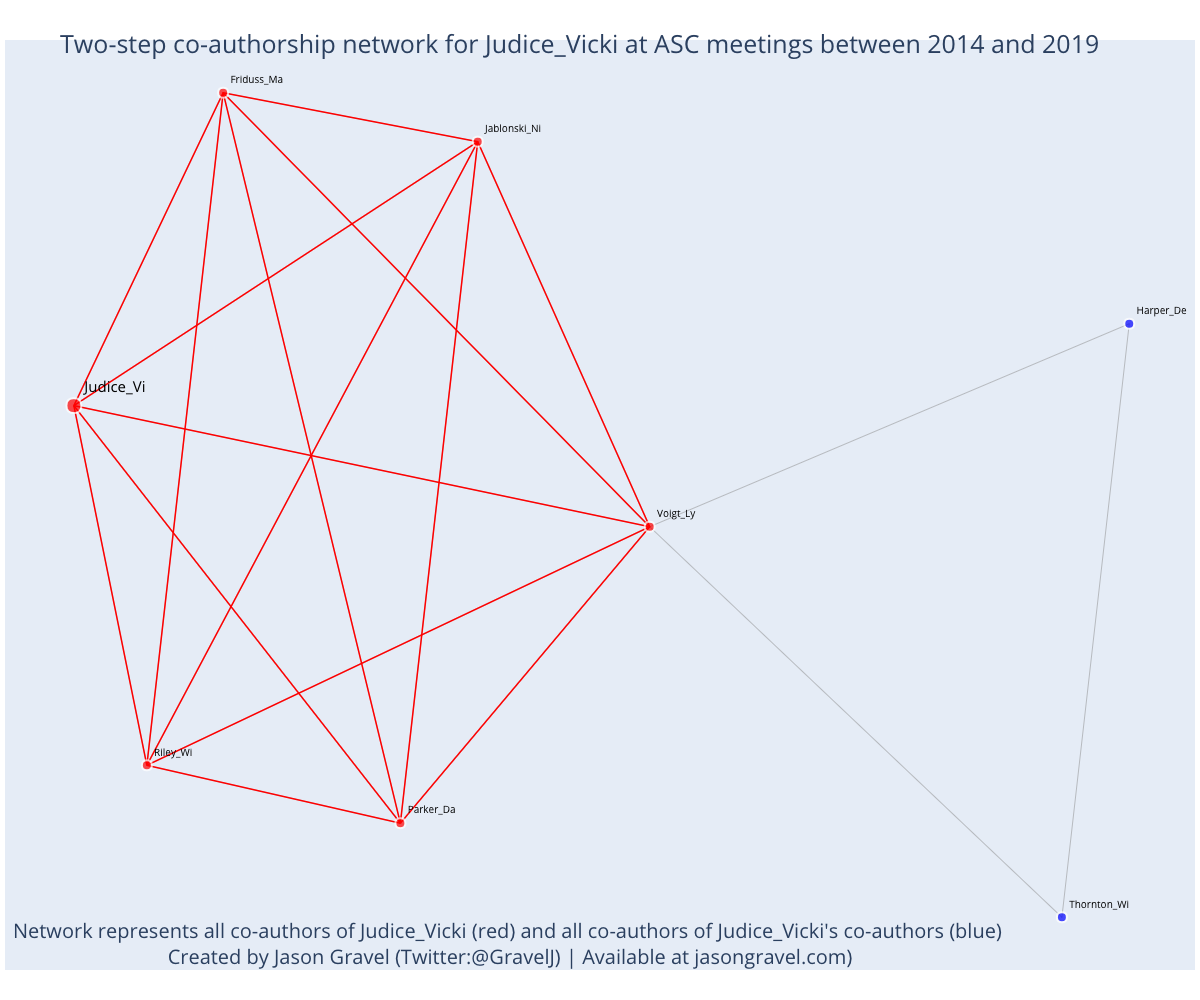 Two-step co-authorship network for Judice_Vicki at ASC meetings between 2014 and 2019
Friduss_Ma
Jablonski_Ni
Harper_De
Judice_Vi
Voigt_Ly
Riley_Wi
Parker_Da
Thornton_Wi
Network represents all co-authors of Judice_Vicki (red) and all co-authors of Judice_Vicki's co-authors (blue)
Created by Jason Gravel (Twitter:@GravelJ) | Available at jasongravel.com)